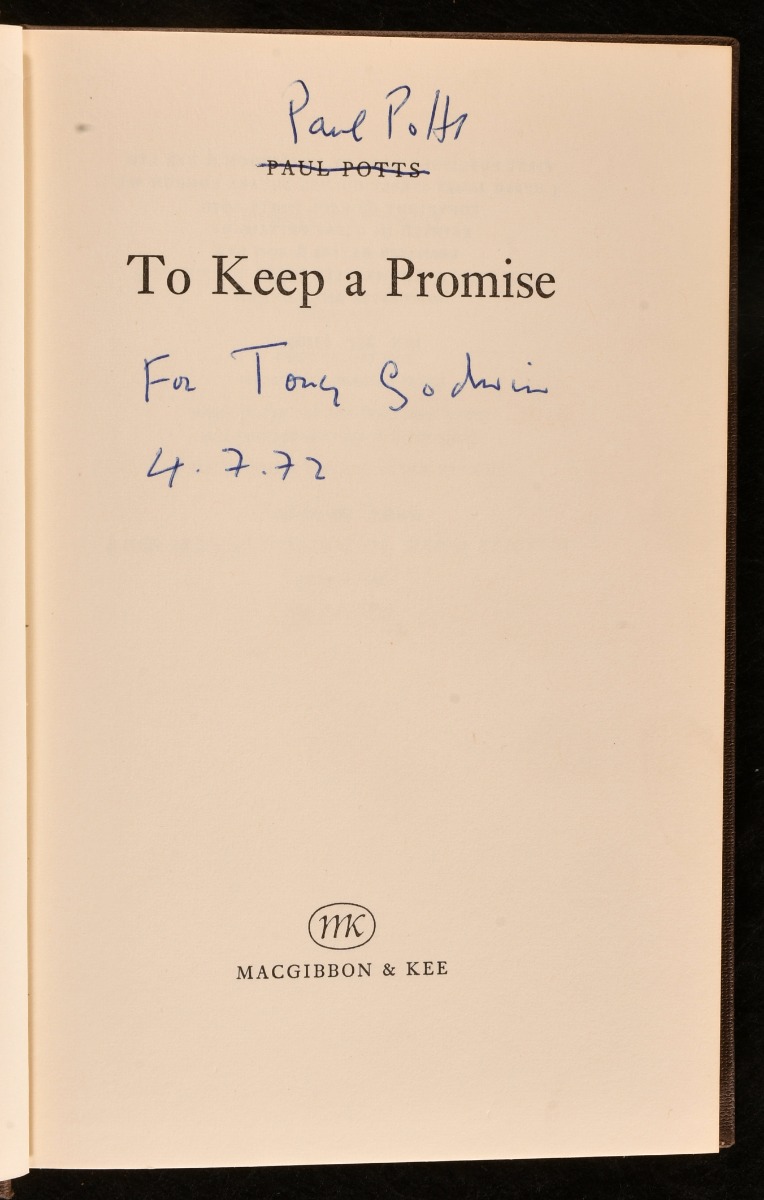 Paul Potts
PAUL POTTS
To Keep a Promise
For Tony Godwin
4.7.72
MK
MACGIBBON & KEE